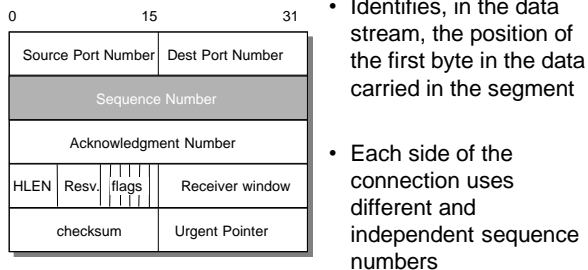 0 15 31
Source Port Number Dest Port Number
Sequence Number
Acknowledgment Number
HLEN Resv. flags Receiver window
checksum Urgent Pointer
• Identifies, in the data
stream, the position of
the first byte in the data
carried in the segment
• Each side of the
connection uses
different and
independent sequence
numbers